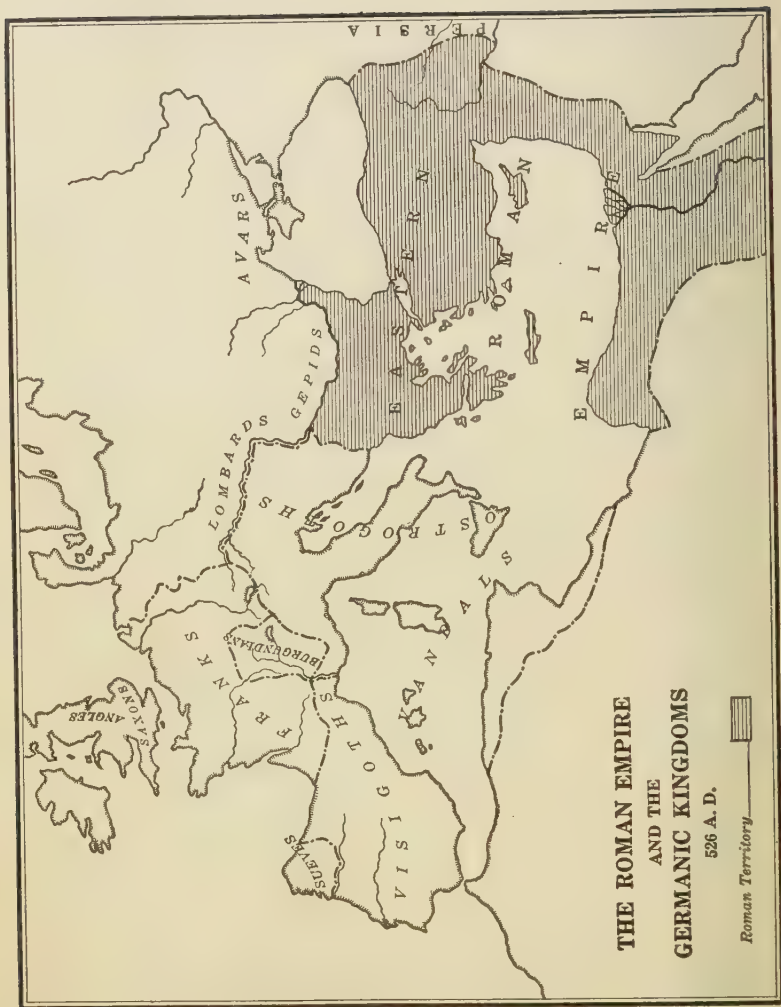 THE ROMAN EMPIRE
AND THE
GERMANIC KINGDOMS
526 A. D.
Roman Territory
ANGLES
SAXONS
FRANKS
BURGUNDIANS
SUEVES
VISIGOTHS
VANDALS
OSTROGOTHS
LOMBARDS
GEPIDS
AVARS
EASTERN
ROMAN
EMPIRE
PERSIA